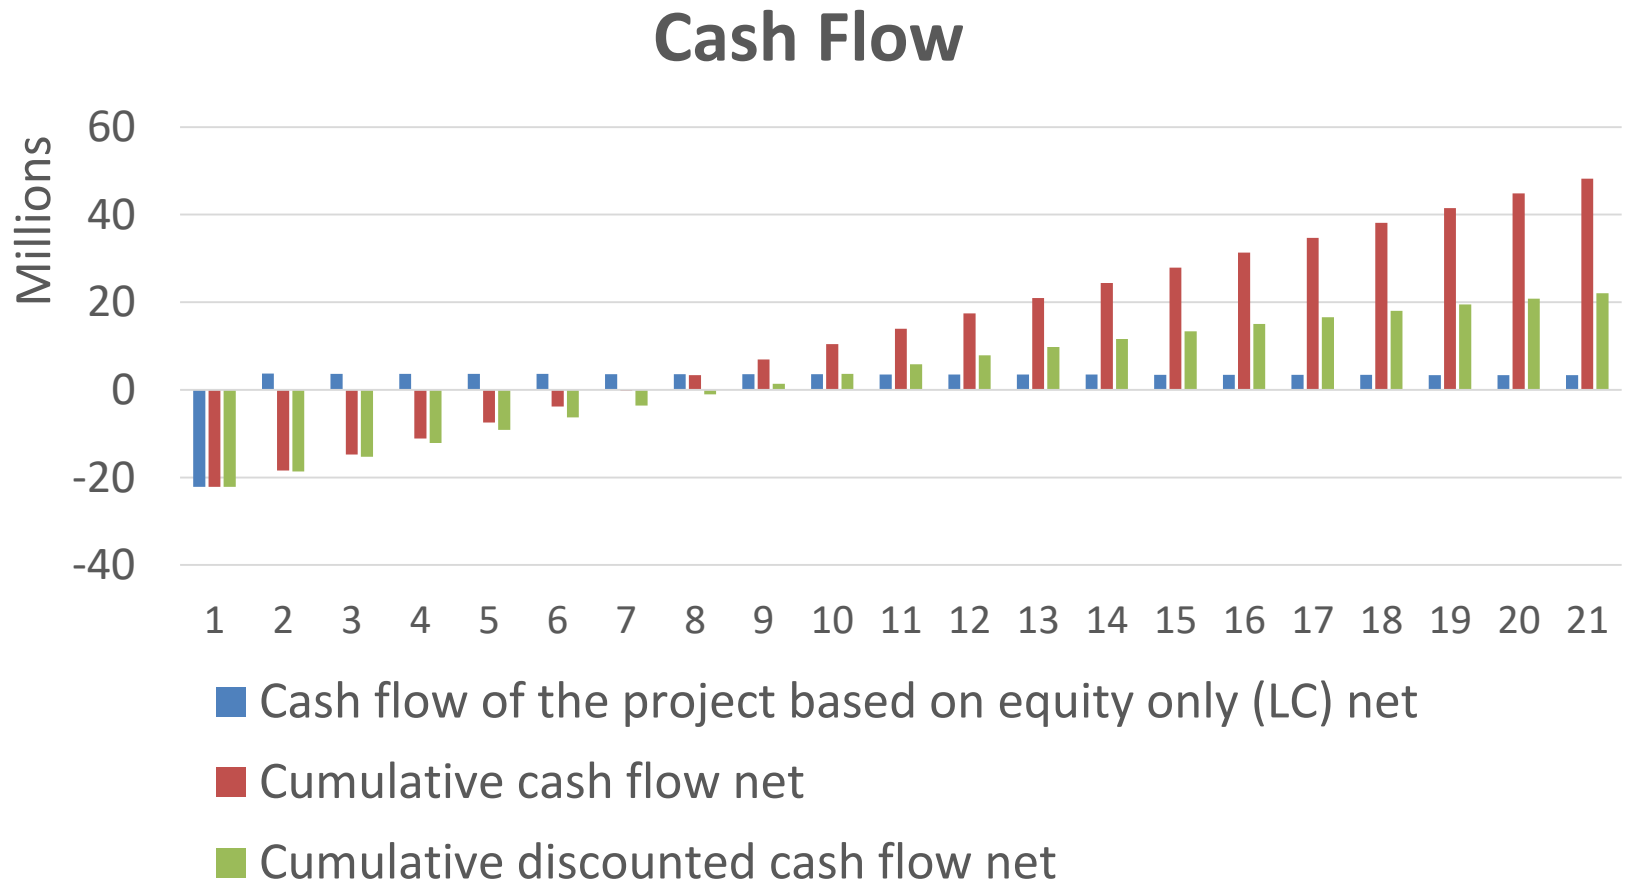 Cash Flow
Millions
60
40
20
0
-20
-40
1 2 3 4 5 6 7 8 9 10 11 12 13 14 15 16 17 18 19 20 21
Cash flow of the project based on equity only (LC) net
Cumulative cash flow net
Cumulative discounted cash flow net